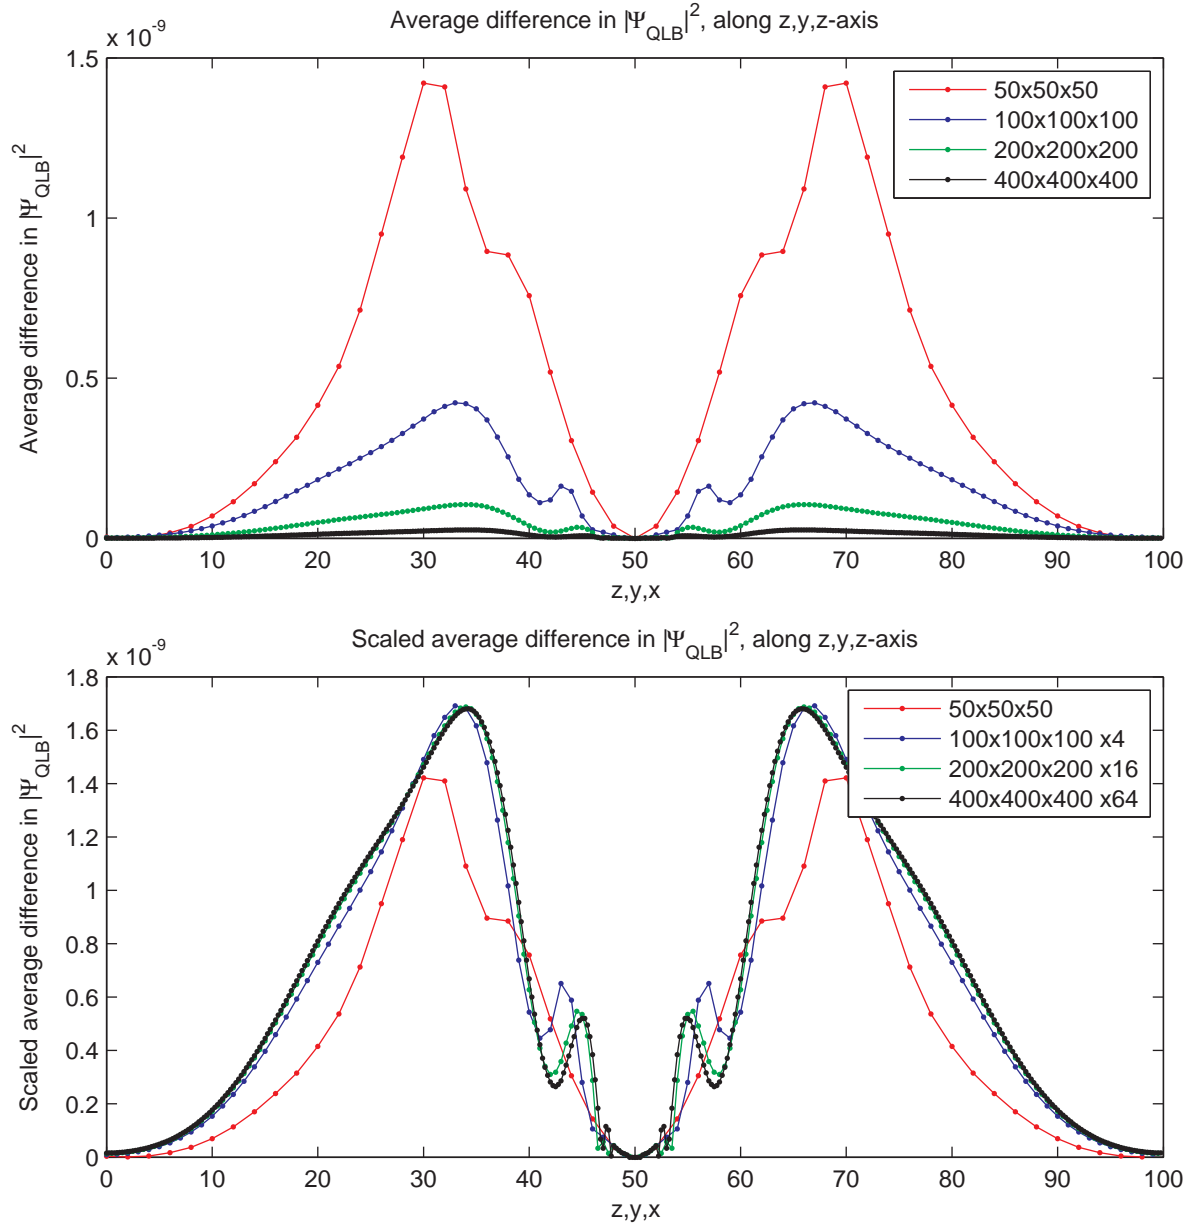 Average difference in |Ψ_QLB|², along z,y,z-axis
x 10⁻⁹
1.5
1
0.5
0
Average difference in |Ψ_QLB|²
50x50x50
100x100x100
200x200x200
400x400x400
0 10 20 30 40 50 60 70 80 90 100
z,y,x
Scaled average difference in |Ψ_QLB|², along z,y,z-axis
x 10⁻⁹
1.8
1.6
1.4
1.2
1
0.8
0.6
0.4
0.2
0
Scaled average difference in |Ψ_QLB|²
50x50x50
100x100x100 x4
200x200x200 x16
400x400x400 x64
0 10 20 30 40 50 60 70 80 90 100
z,y,x